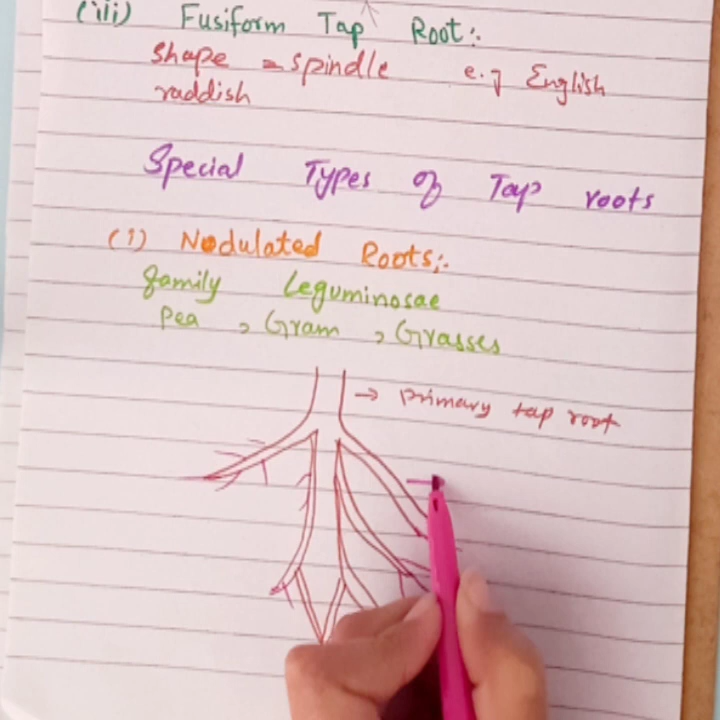 (iii) Fusiform Tap Root:.
Shape = spindle e.g English
raddish
Special Types of Tap roots
(1) Nodulated Roots:.
family Leguminosae
Pea , Gram , Grasses
→ Primary tap root